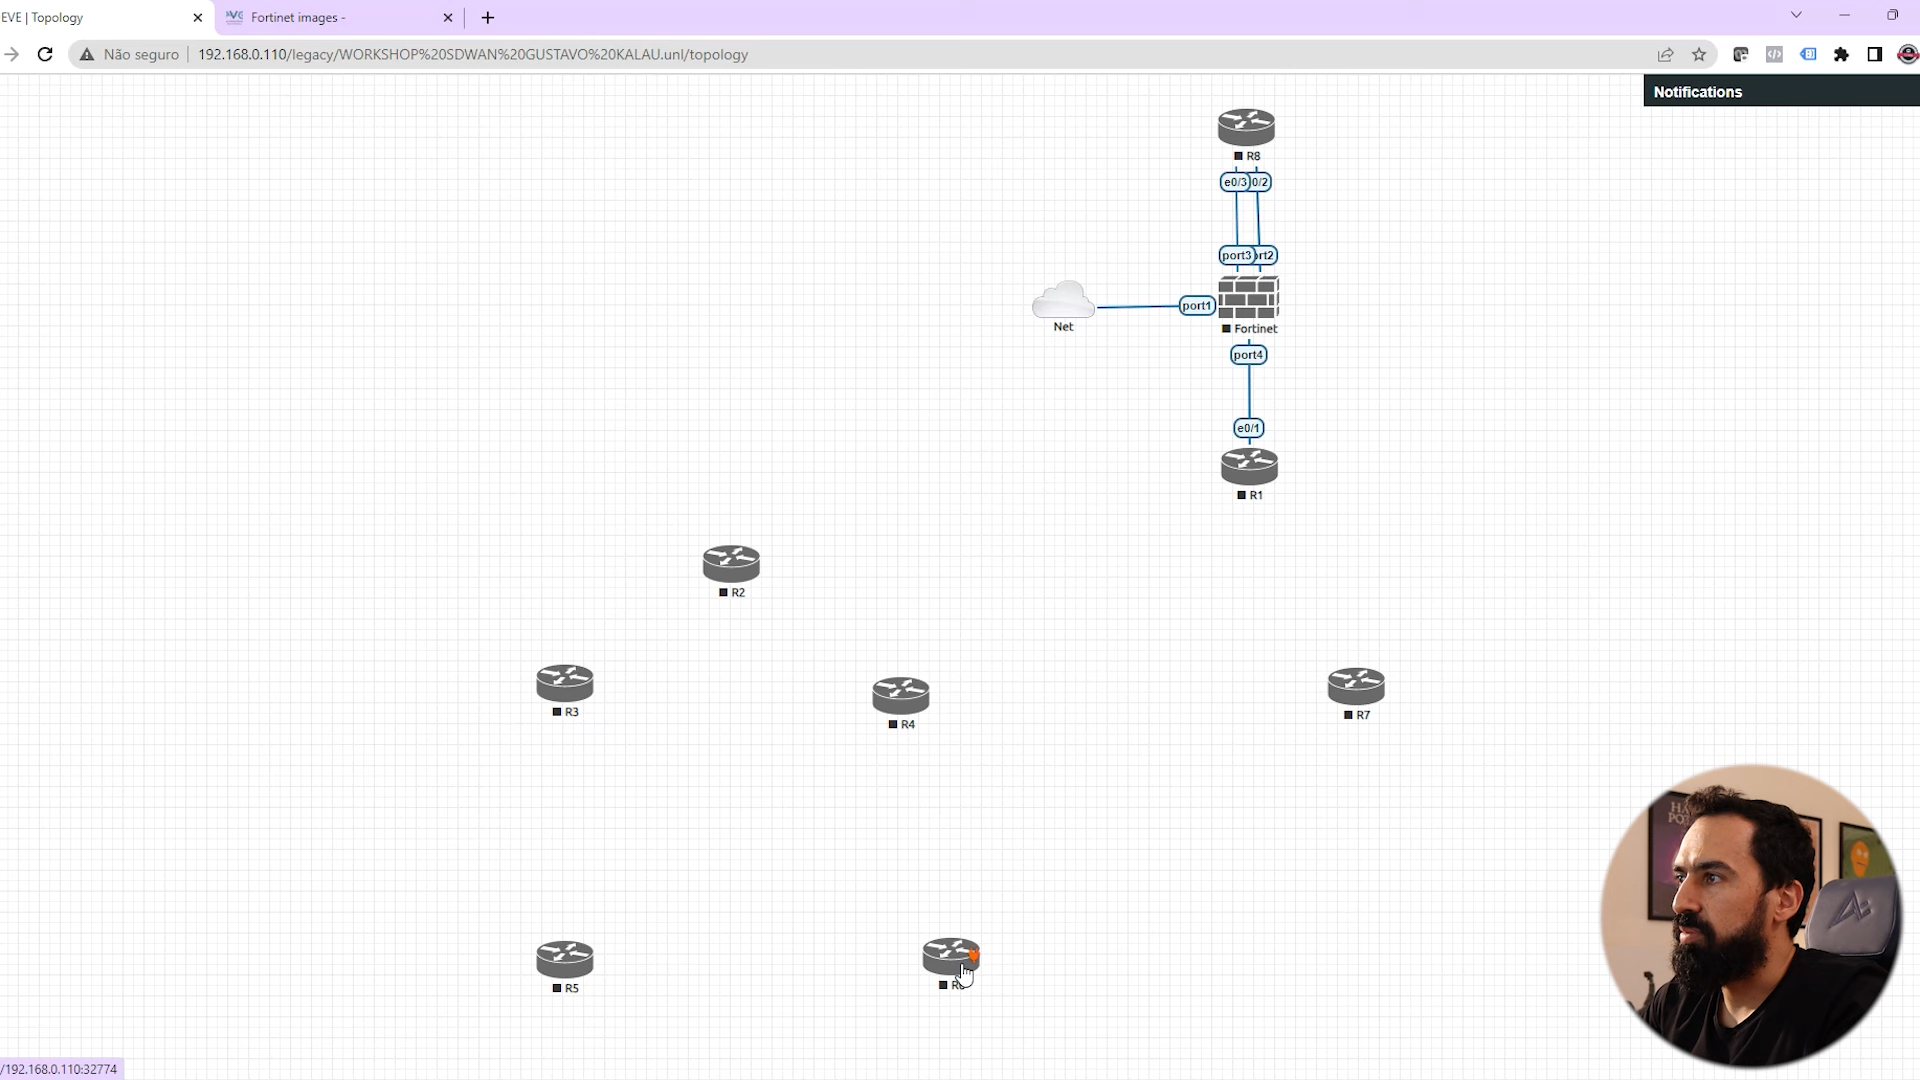 EVE | Topology
Fortinet images -
Não seguro
192.168.0.110/legacy/WORKSHOP%20SDWAN%20GUSTAVO%20KALAU.unl/topology
Notifications
R8
e0/3
0/2
port3
rt2
Net
port1
Fortinet
port4
e0/1
R1
R2
R3
R4
R7
R5
/192.168.0.110:32774